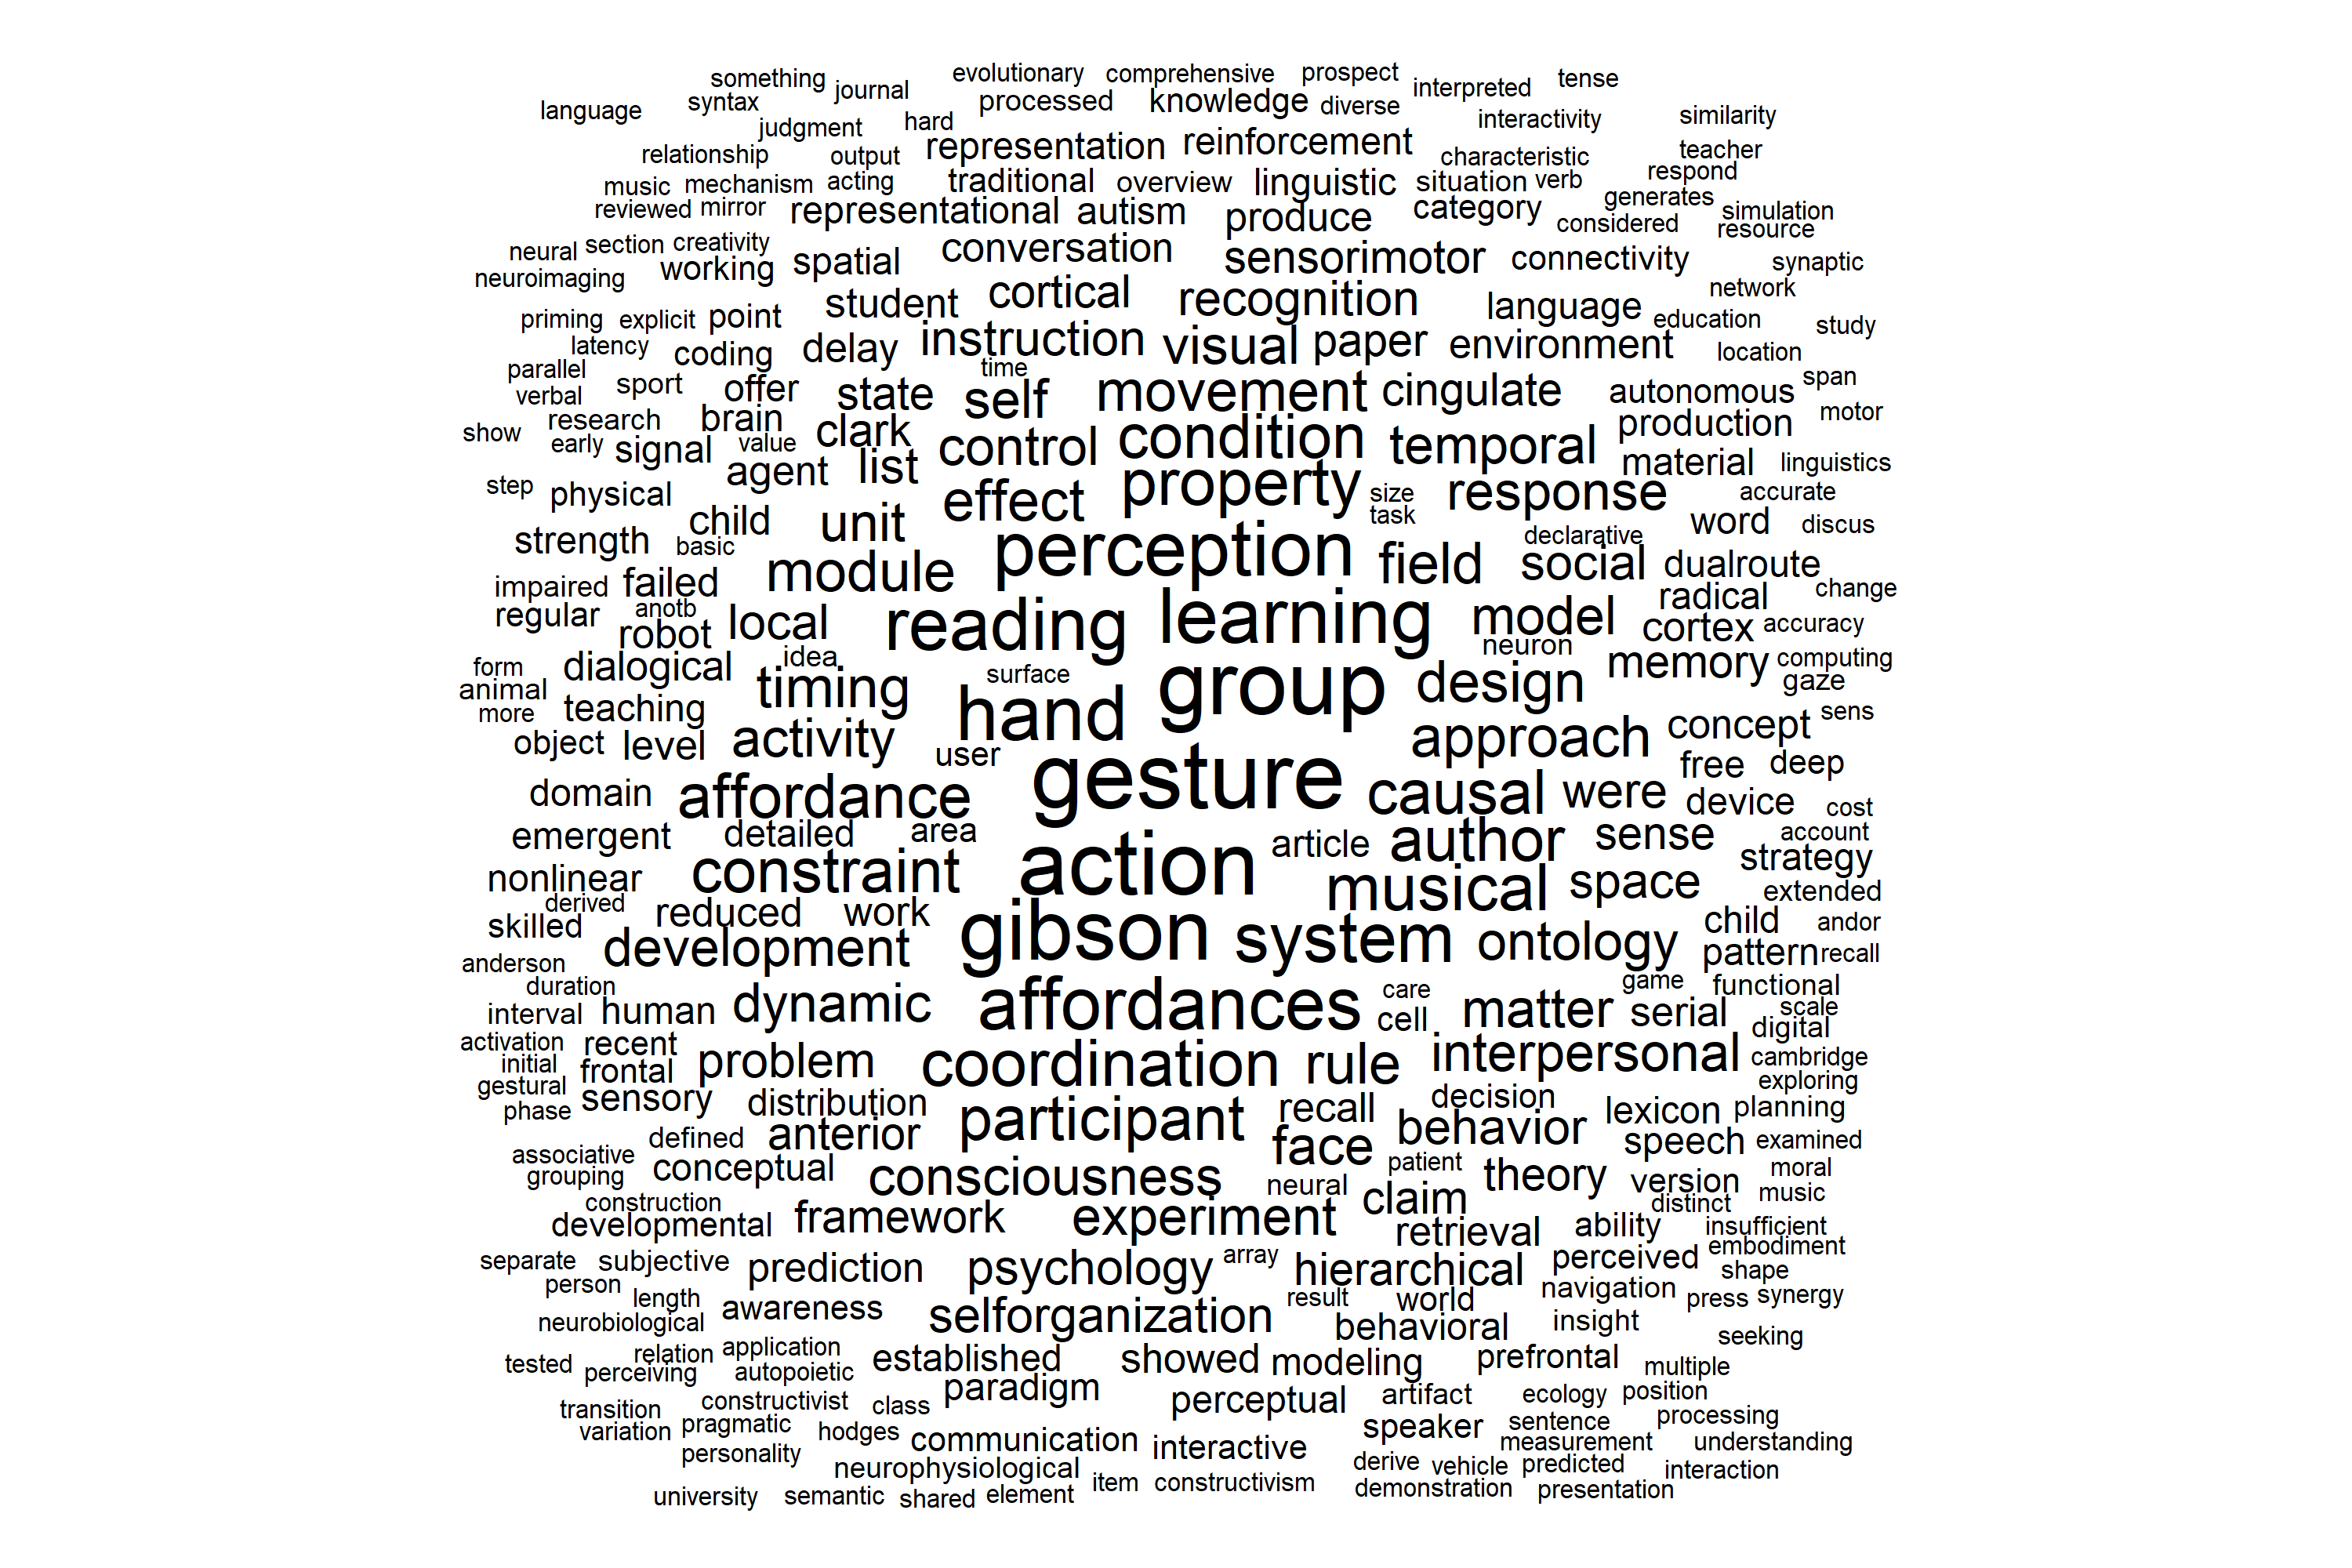 something journal evolutionary comprehensive prospect interpreted tense
language syntax processed knowledge diverse
judgment hard interactivity similarity
relationship output representation reinforcement characteristic teacher
music mechanism acting traditional overview linguistic situation verb respond
reviewed mirror representational autism produce category generates
considered simulation
resource
neural section creativity conversation
neuroimaging working spatial sensorimotor connectivity synaptic
student cortical recognition language network
priming explicit point education study
latency coding delay instruction visual paper environment location
parallel time
verbal sport offer state self movement cingulate autonomous span
show research brain clark production motor
early signal value control condition temporal
agent list material linguistics
step physical effect property size response accurate
child unit task word discus
strength basic declarative
module perception field social dualroute
impaired failed radical change
regular anotb local reading learning model
robot neuron cortex accuracy
form dialogical idea memory computing
animal timing surface group design gaze
more teaching hand sens
object level activity user approach concept
free deep
domain affordance gesture causal were device cost
emergent detailed area article author sense account
nonlinear constraint action strategy
derived musical space extended
skilled reduced work child andor
development gibson system ontology pattern recall
anderson
duration care game functional
interval human dynamic affordances cell matter serial scale
digital
activation recent
initial frontal problem coordination rule interpersonal cambridge
gestural exploring
phase sensory distribution participant recall decision lexicon planning
defined anterior face behavior speech examined
associative
grouping conceptual consciousness neural patient theory version moral
construction claim distinct music
developmental framework experiment retrieval ability insufficient
separate subjective prediction psychology array hierarchical perceived embodiment
person shape
length awareness selforganization result world navigation press synergy
neurobiological behavioral insight seeking
tested relation application established showed modeling prefrontal multiple
perceiving autopoietic
paradigm
transition constructivist class perceptual artifact ecology position
variation pragmatic hodges speaker sentence processing
personality communication interactive measurement understanding
neurophysiological derive vehicle predicted interaction
university semantic shared element item constructivism demonstration presentation